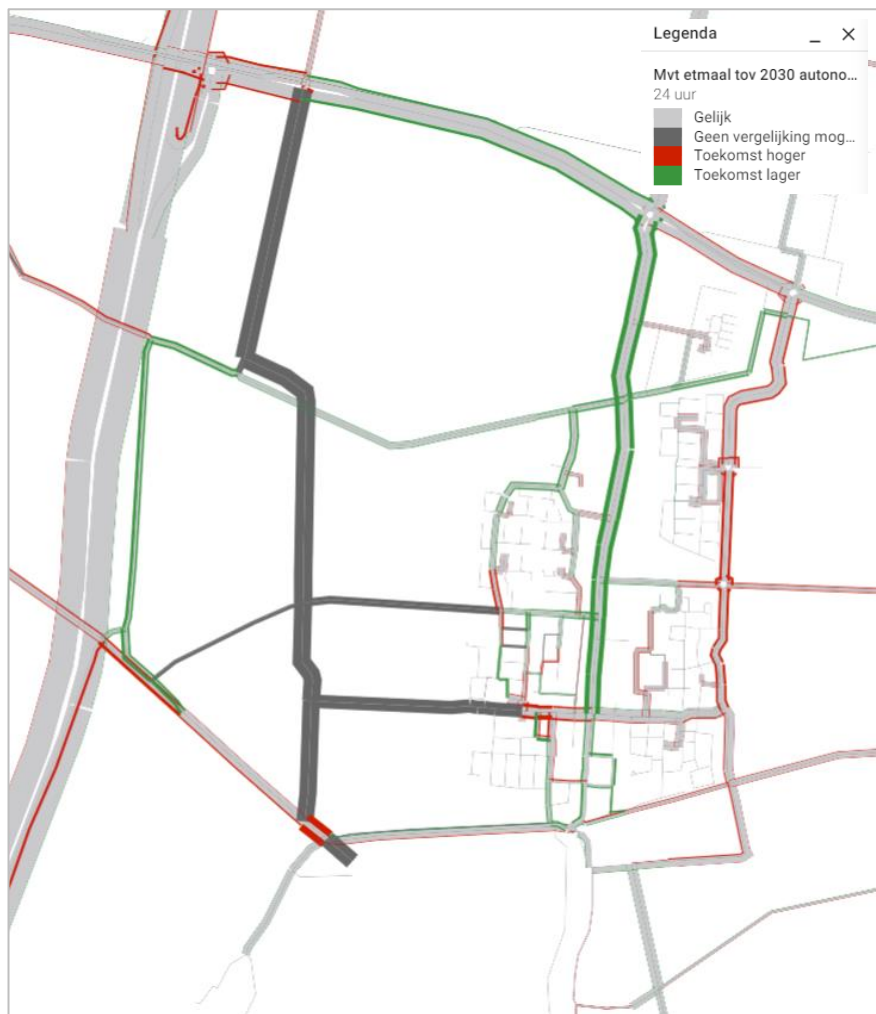 Legenda
Mvt etmaal tov 2030 autono...
24 uur
Gelijk
Geen vergelijking mog...
Toekomst hoger
Toekomst lager